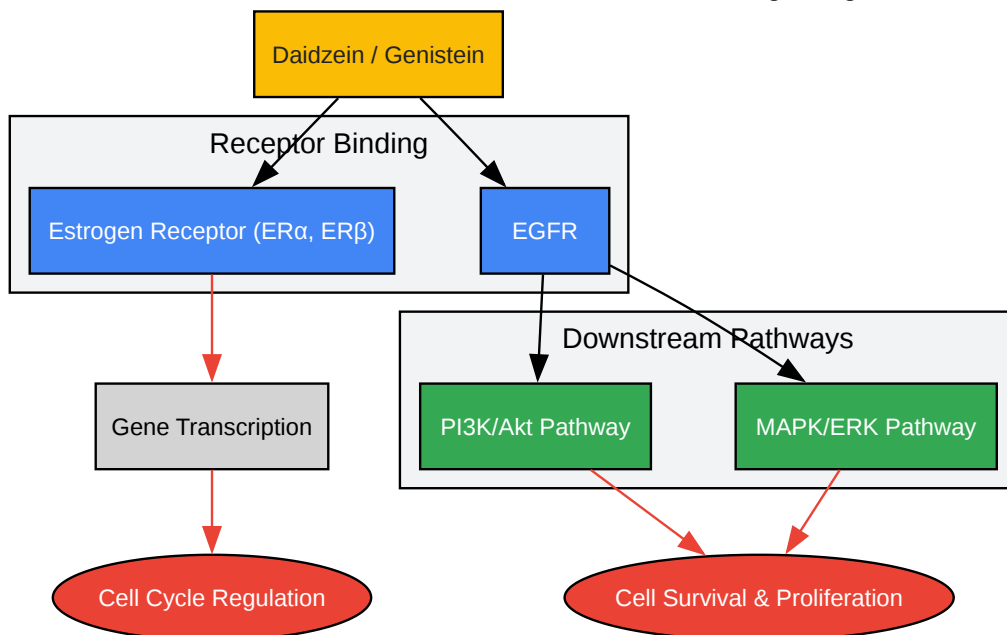 Daidzein / Genistein
Receptor Binding
Estrogen Receptor (ERα, ERβ)
EGFR
Downstream Pathways
Gene Transcription
PI3K/Akt Pathway
MAPK/ERK Pathway
Cell Cycle Regulation
Cell Survival & Proliferation